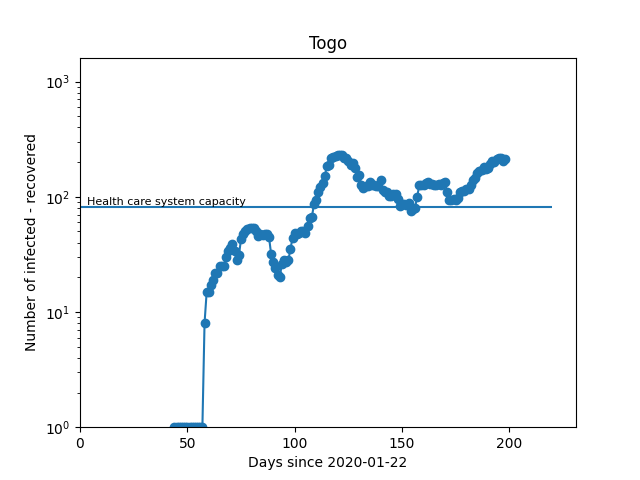 Togo
Number of infected - recovered
10³
10²
10¹
10⁰
Health care system capacity
0 50 100 150 200
Days since 2020-01-22